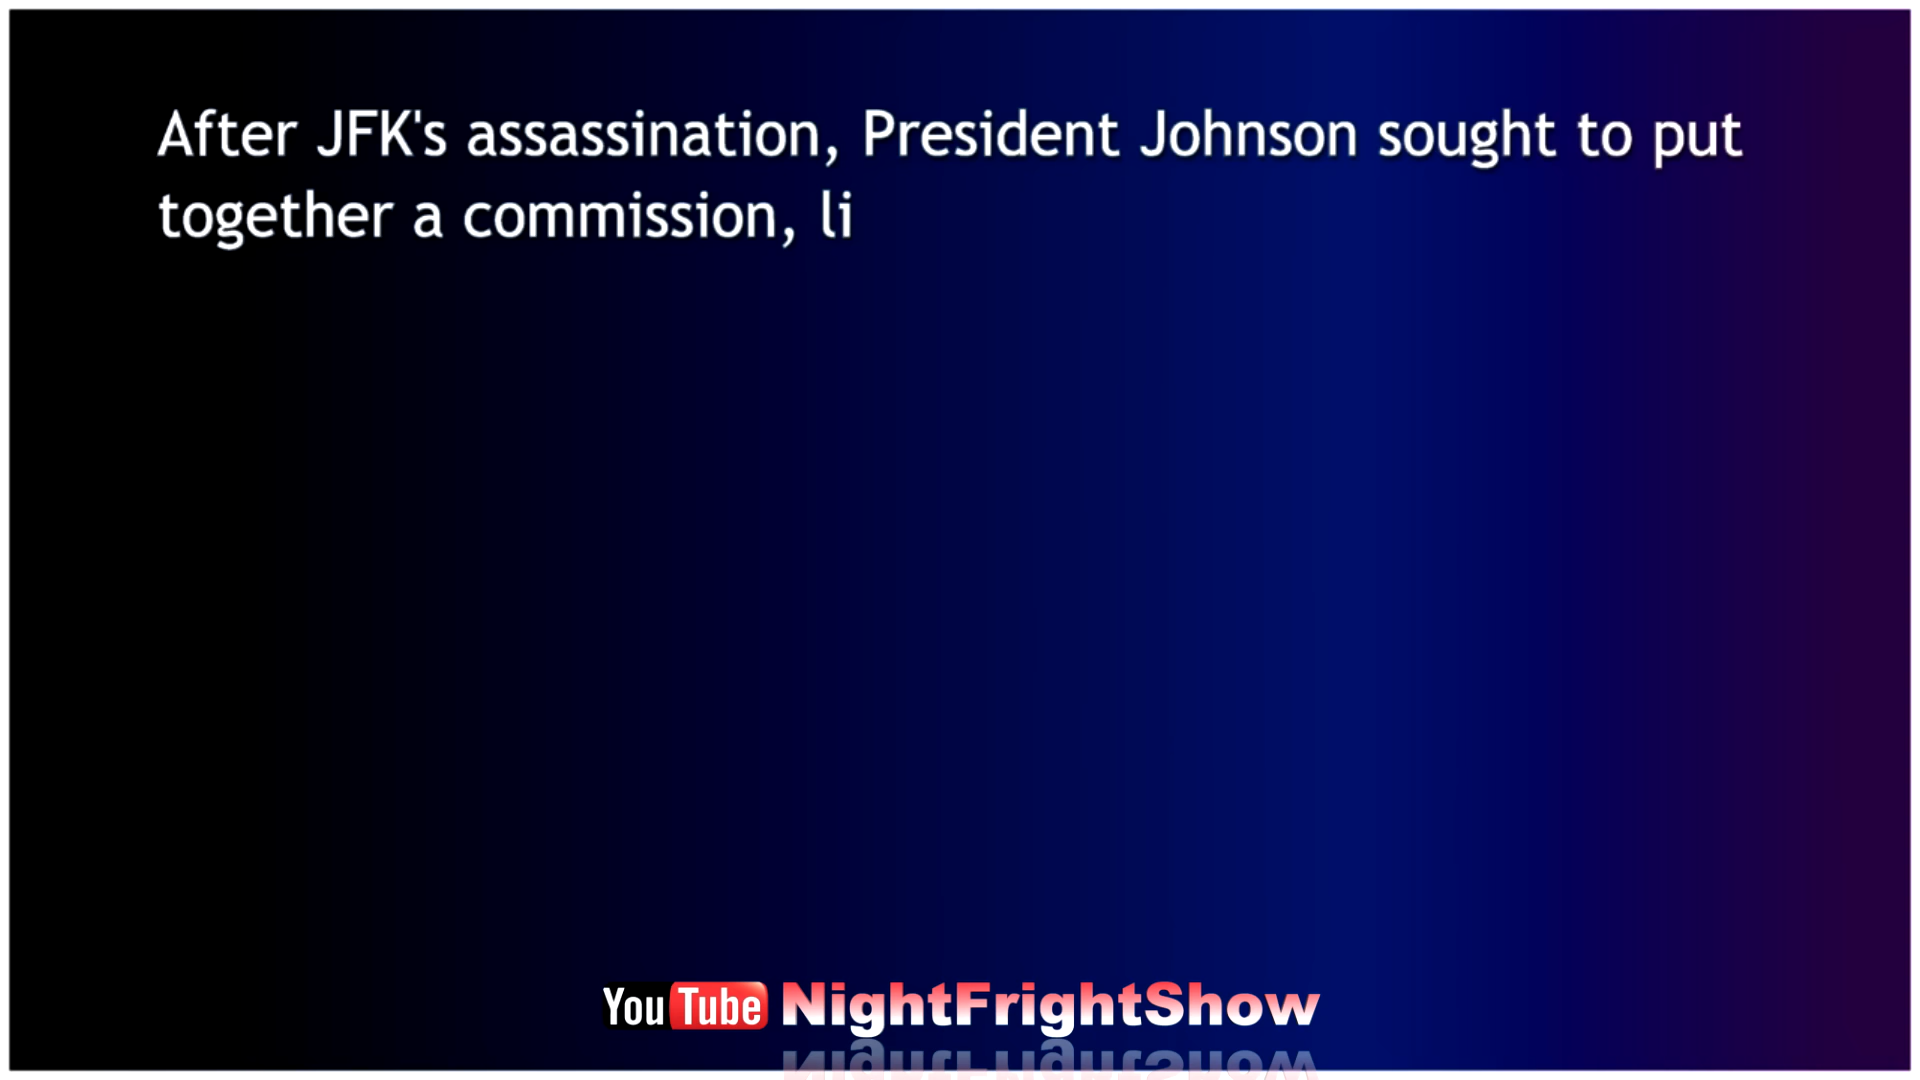 After JFK's assassination, President Johnson sought to put
together a commission, li
YouTube NightFrightShow